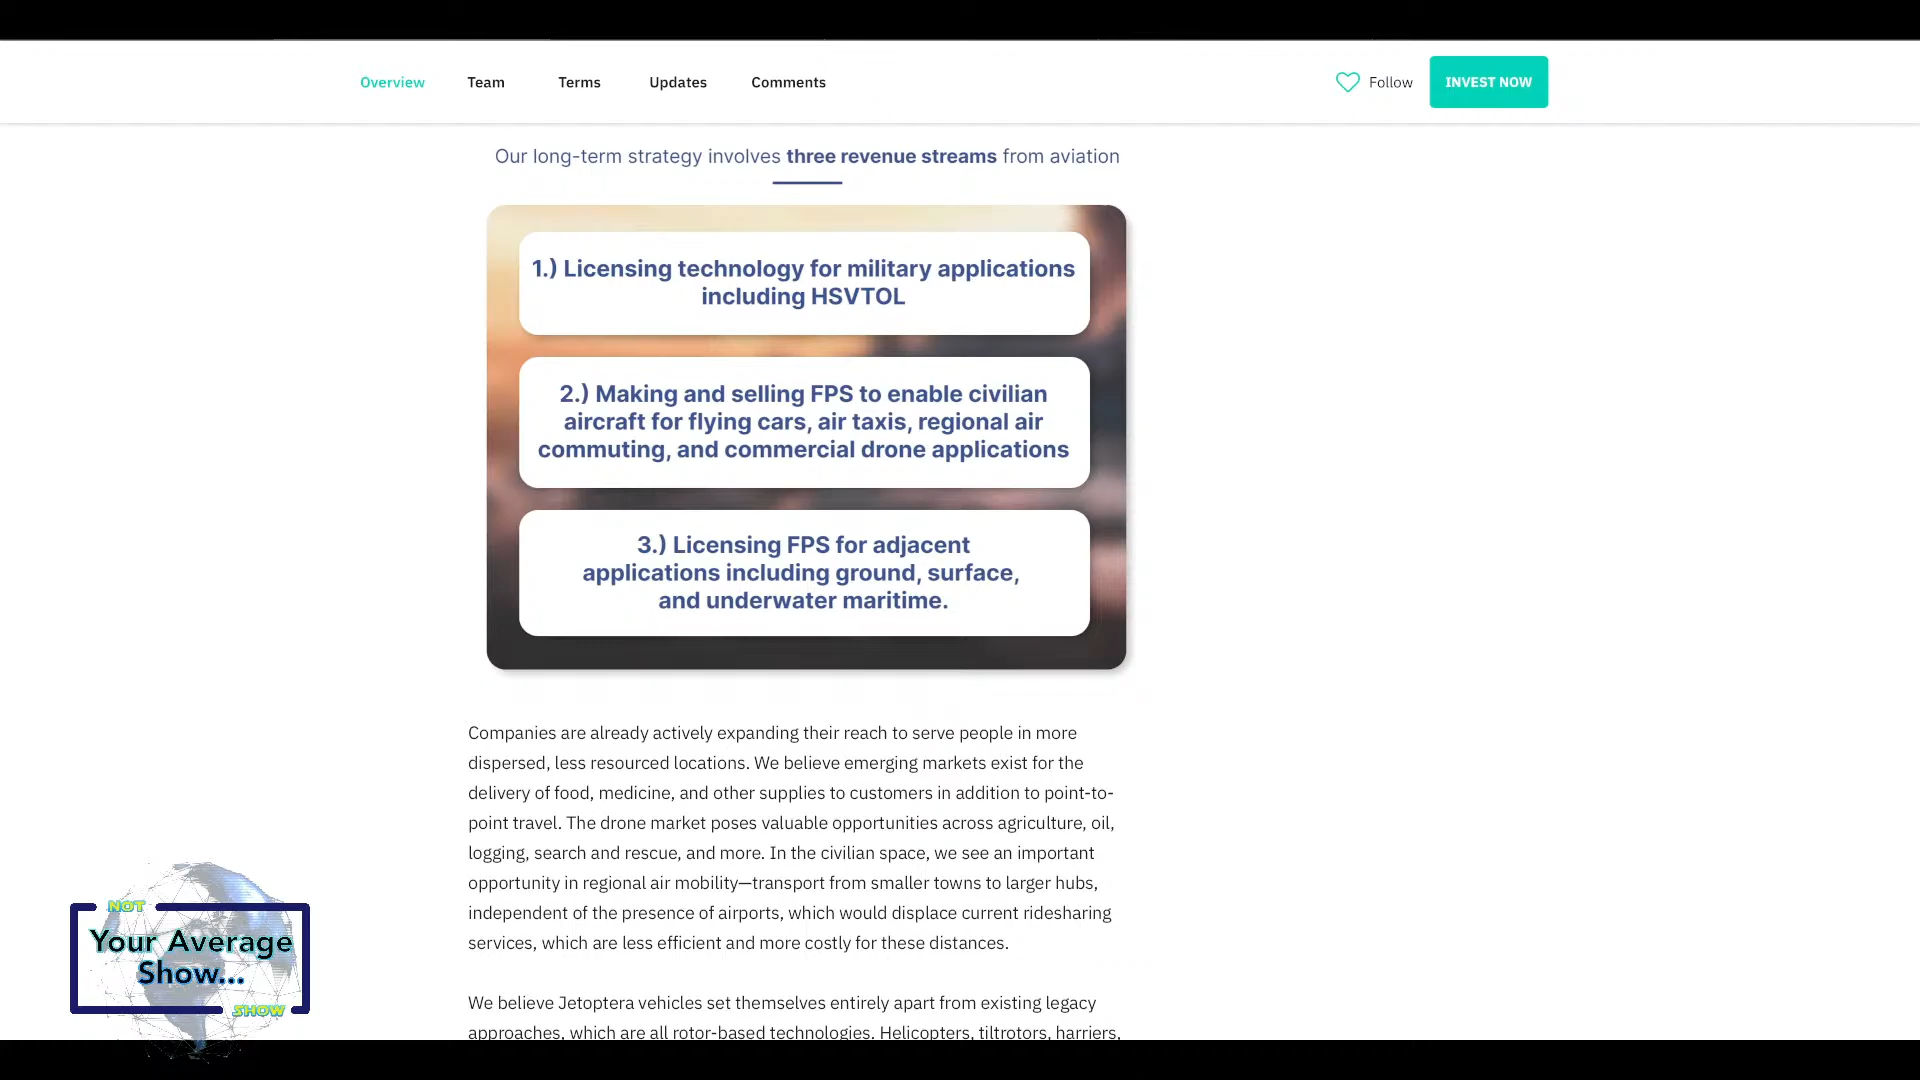 Overview Team Terms Updates Comments Follow INVEST NOW
Our long-term strategy involves three revenue streams from aviation
1.) Licensing technology for military applications
including HSVTOL
2.) Making and selling FPS to enable civilian
aircraft for flying cars, air taxis, regional air
commuting, and commercial drone applications
3.) Licensing FPS for adjacent
applications including ground, surface,
and underwater maritime.
Companies are already actively expanding their reach to serve people in more
dispersed, less resourced locations. We believe emerging markets exist for the
delivery of food, medicine, and other supplies to customers in addition to point-to-
point travel. The drone market poses valuable opportunities across agriculture, oil,
logging, search and rescue, and more. In the civilian space, we see an important
opportunity in regional air mobility—transport from smaller towns to larger hubs,
independent of the presence of airports, which would displace current ridesharing
services, which are less efficient and more costly for these distances.
We believe Jetoptera vehicles set themselves entirely apart from existing legacy
approaches, which are all rotor-based technologies. Helicopters, tiltrotors, harriers,
NOT
Your Average
Show...
SHOW